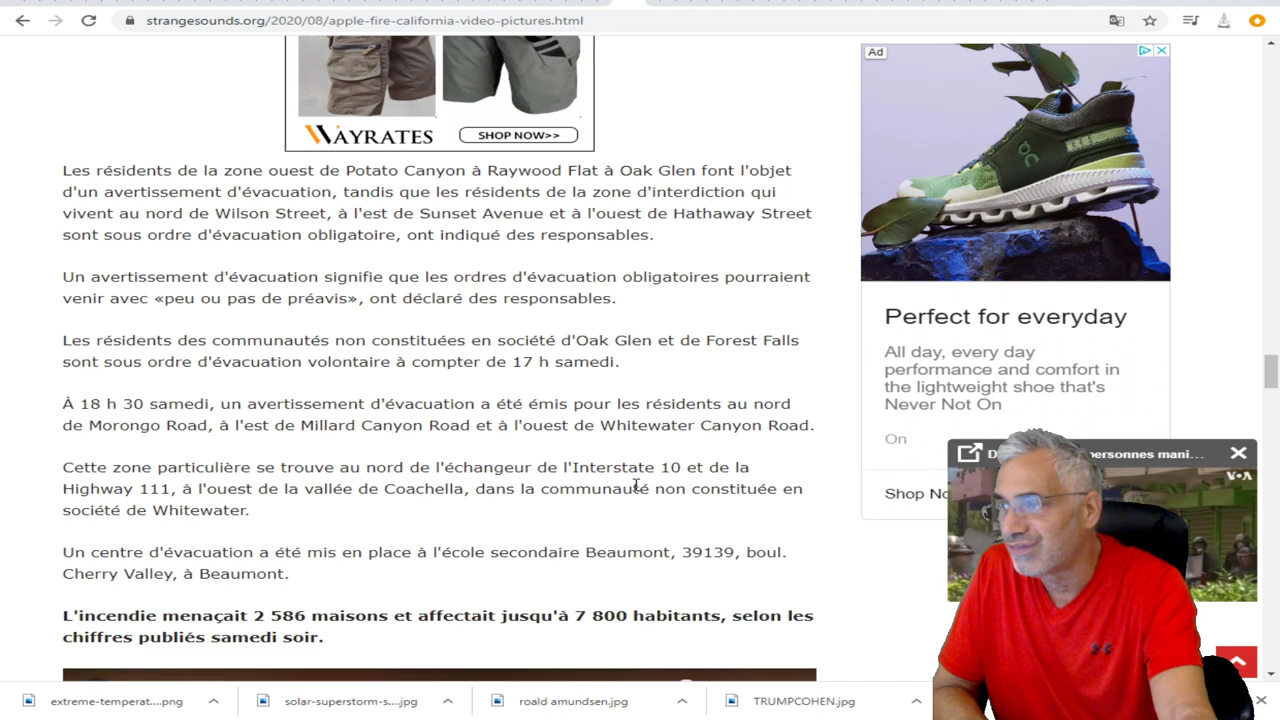 strangesounds.org/2020/08/apple-fire-california-video-pictures.html
WAYRATES
SHOP NOW>>
Les résidents de la zone ouest de Potato Canyon à Raywood Flat à Oak Glen font l'objet
d'un avertissement d'évacuation, tandis que les résidents de la zone d'interdiction qui
vivent au nord de Wilson Street, à l'est de Sunset Avenue et à l'ouest de Hathaway Street
sont sous ordre d'évacuation obligatoire, ont indiqué des responsables.
Un avertissement d'évacuation signifie que les ordres d'évacuation obligatoires pourraient
venir avec «peu ou pas de préavis», ont déclaré des responsables.
Les résidents des communautés non constituées en société d'Oak Glen et de Forest Falls
sont sous ordre d'évacuation volontaire à compter de 17 h samedi.
À 18 h 30 samedi, un avertissement d'évacuation a été émis pour les résidents au nord
de Morongo Road, à l'est de Millard Canyon Road et à l'ouest de Whitewater Canyon Road.
Cette zone particulière se trouve au nord de l'échangeur de l'Interstate 10 et de la
Highway 111, à l'ouest de la vallée de Coachella, dans la communauté non constituée en
société de Whitewater.
Un centre d'évacuation a été mis en place à l'école secondaire Beaumont, 39139, boul.
Cherry Valley, à Beaumont.
L'incendie menaçait 2 586 maisons et affectait jusqu'à 7 800 habitants, selon les
chiffres publiés samedi soir.
Ad
Perfect for everyday
All day, every day
performance and comfort in
the lightweight shoe that's
Never Not On
On
Shop No
personnes mani...
VOA
extreme-temperat....png
solar-superstorm-s....jpg
roald amundsen.jpg
TRUMPCOHEN.jpg